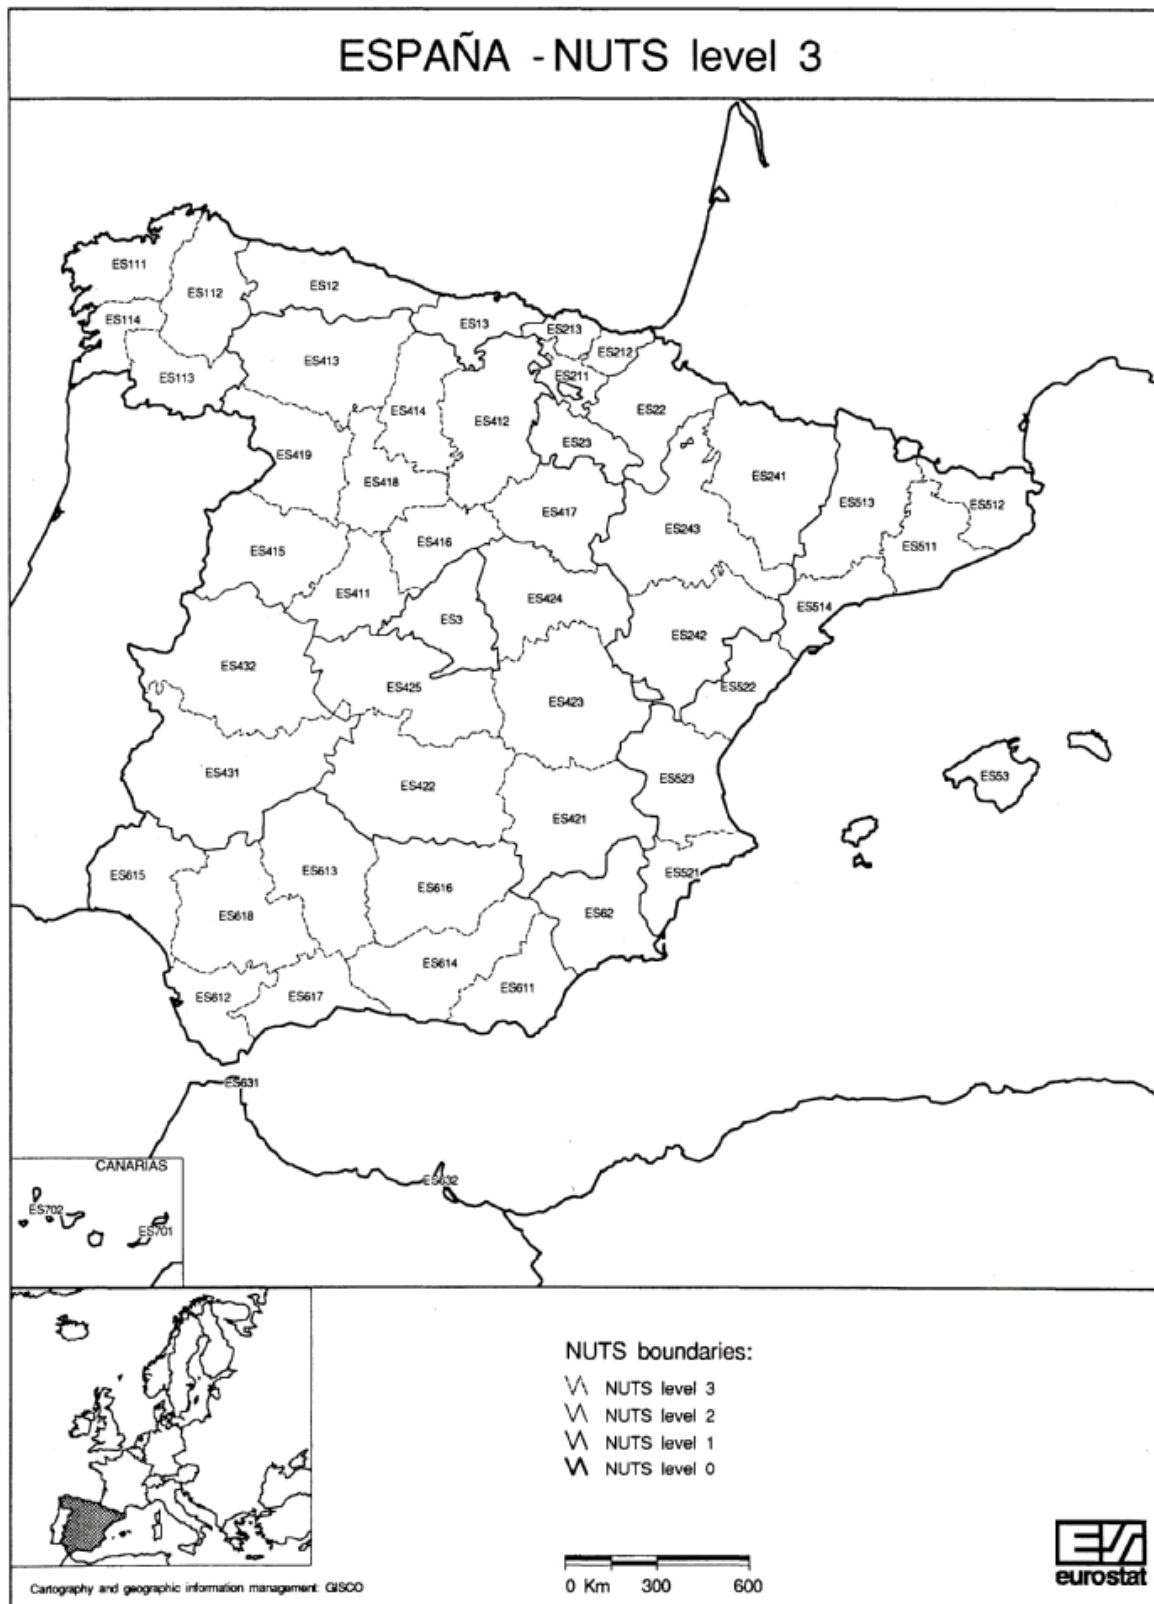 ESPAÑA - NUTS level 3
ES111
ES112
ES12
ES114
ES13
ES213
ES212
ES113
ES413
ES211
ES414
ES412
ES22
ES23
ES419
ES418
ES241
ES513
ES512
ES417
ES243
ES415
ES416
ES511
ES411
ES424
ES3
ES514
ES242
ES432
ES425
ES522
ES423
ES431
ES422
ES523
ES53
ES421
ES615
ES613
ES616
ES521
ES618
ES62
ES614
ES612
ES617
ES611
ES631
ES632
CANARIAS
ES702
ES701
NUTS boundaries:
NUTS level 3
NUTS level 2
NUTS level 1
NUTS level 0
0 Km 300 600
Cartography and geographic information management: GISCO
eurostat